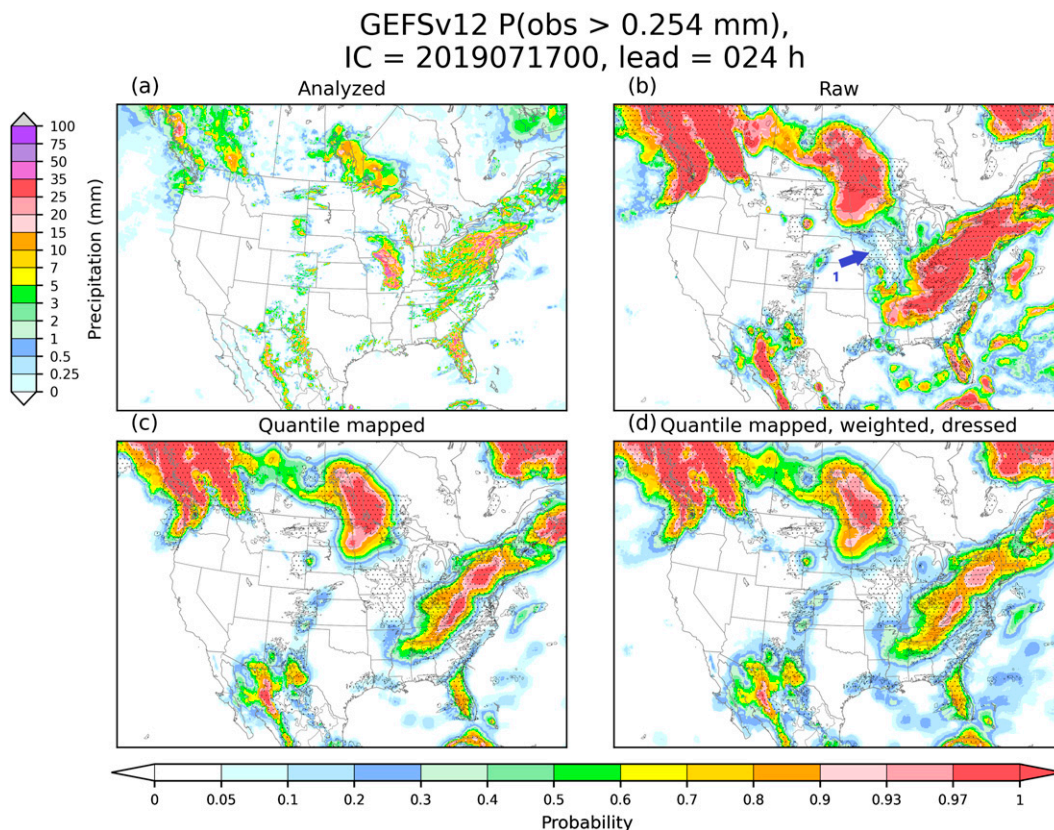 GEFSv12 P(obs > 0.254 mm),
IC = 2019071700, lead = 024 h
(a) Analyzed
(b) Raw
Precipitation (mm)
100
75
50
35
25
20
15
10
7
5
3
2
1
0.5
0.25
0
1
(c) Quantile mapped
(d) Quantile mapped, weighted, dressed
0 0.05 0.1 0.2 0.3 0.4 0.5 0.6 0.7 0.8 0.9 0.93 0.97 1
Probability